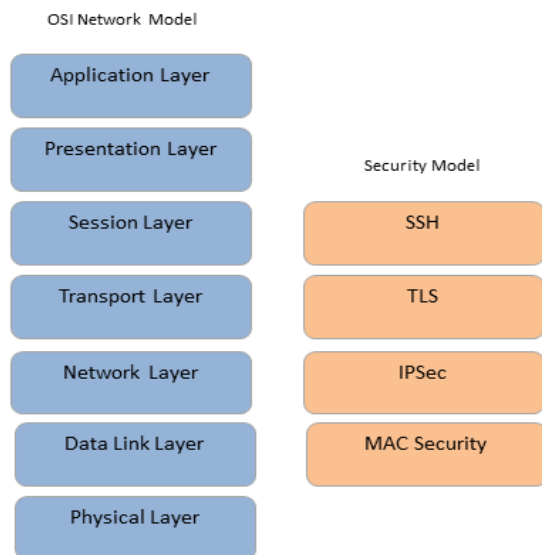 OSI Network Model
Application Layer
Presentation Layer
Security Model
Session Layer
SSH
Transport Layer
TLS
Network Layer
IPSec
Data Link Layer
MAC Security
Physical Layer